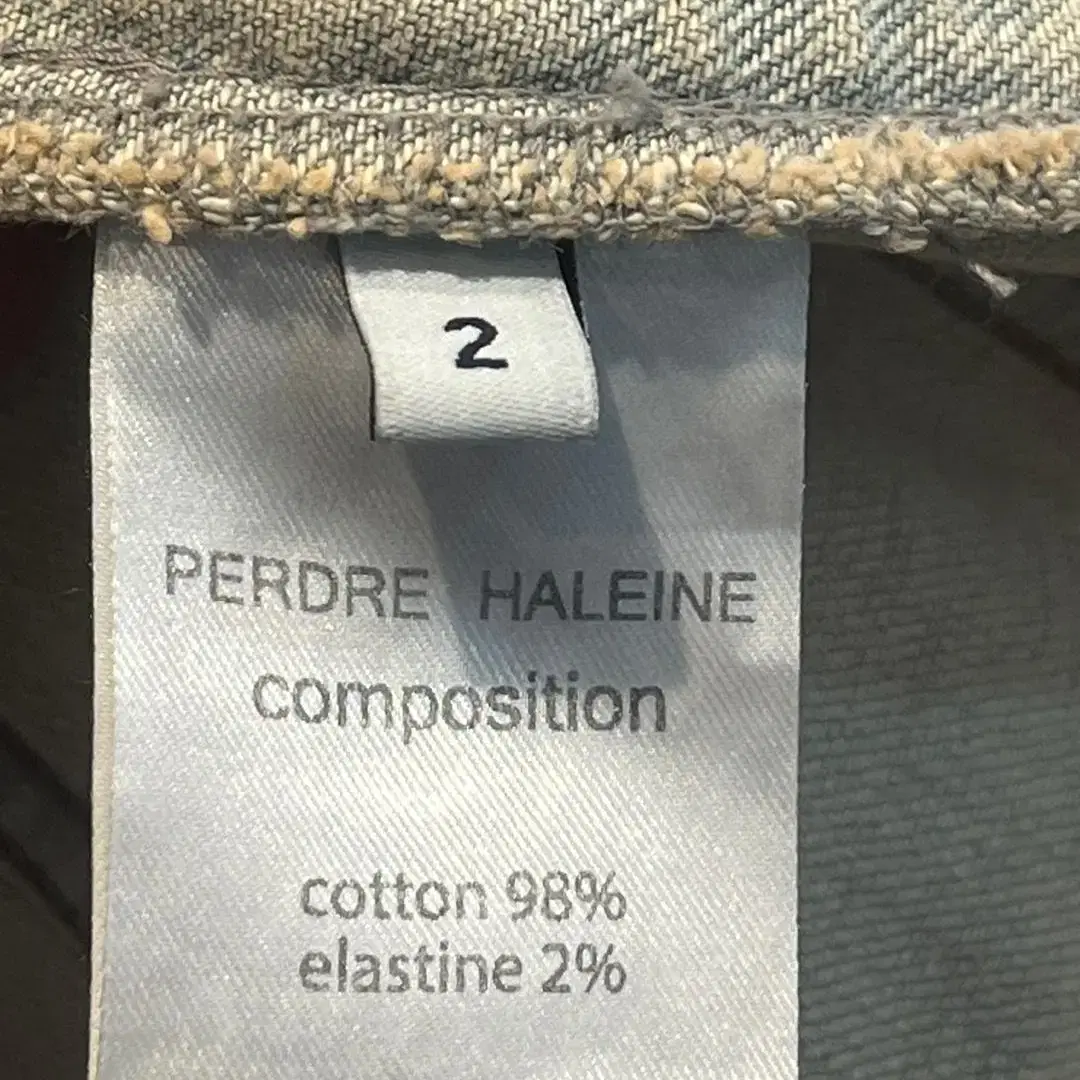 2
PERDRE HALEINE
composition
cotton 98%
elastine 2%